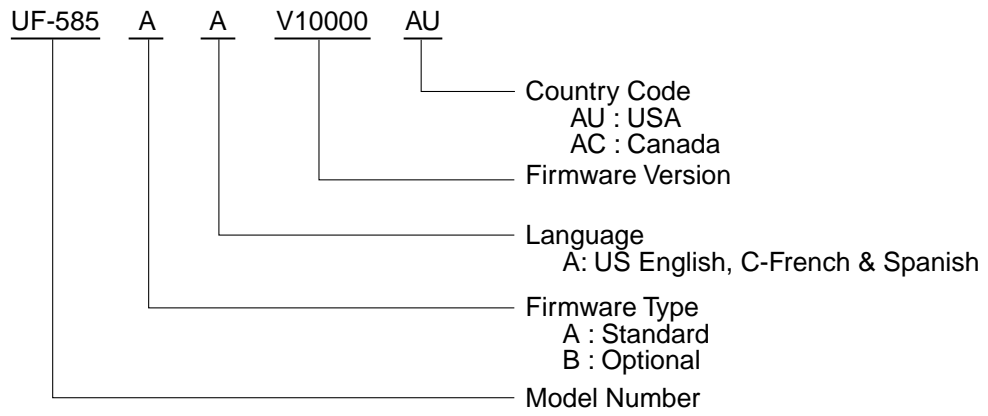 UF-585 A A V10000 AU
Country Code
AU : USA
AC : Canada
Firmware Version
Language
A: US English, C-French & Spanish
Firmware Type
A : Standard
B : Optional
Model Number